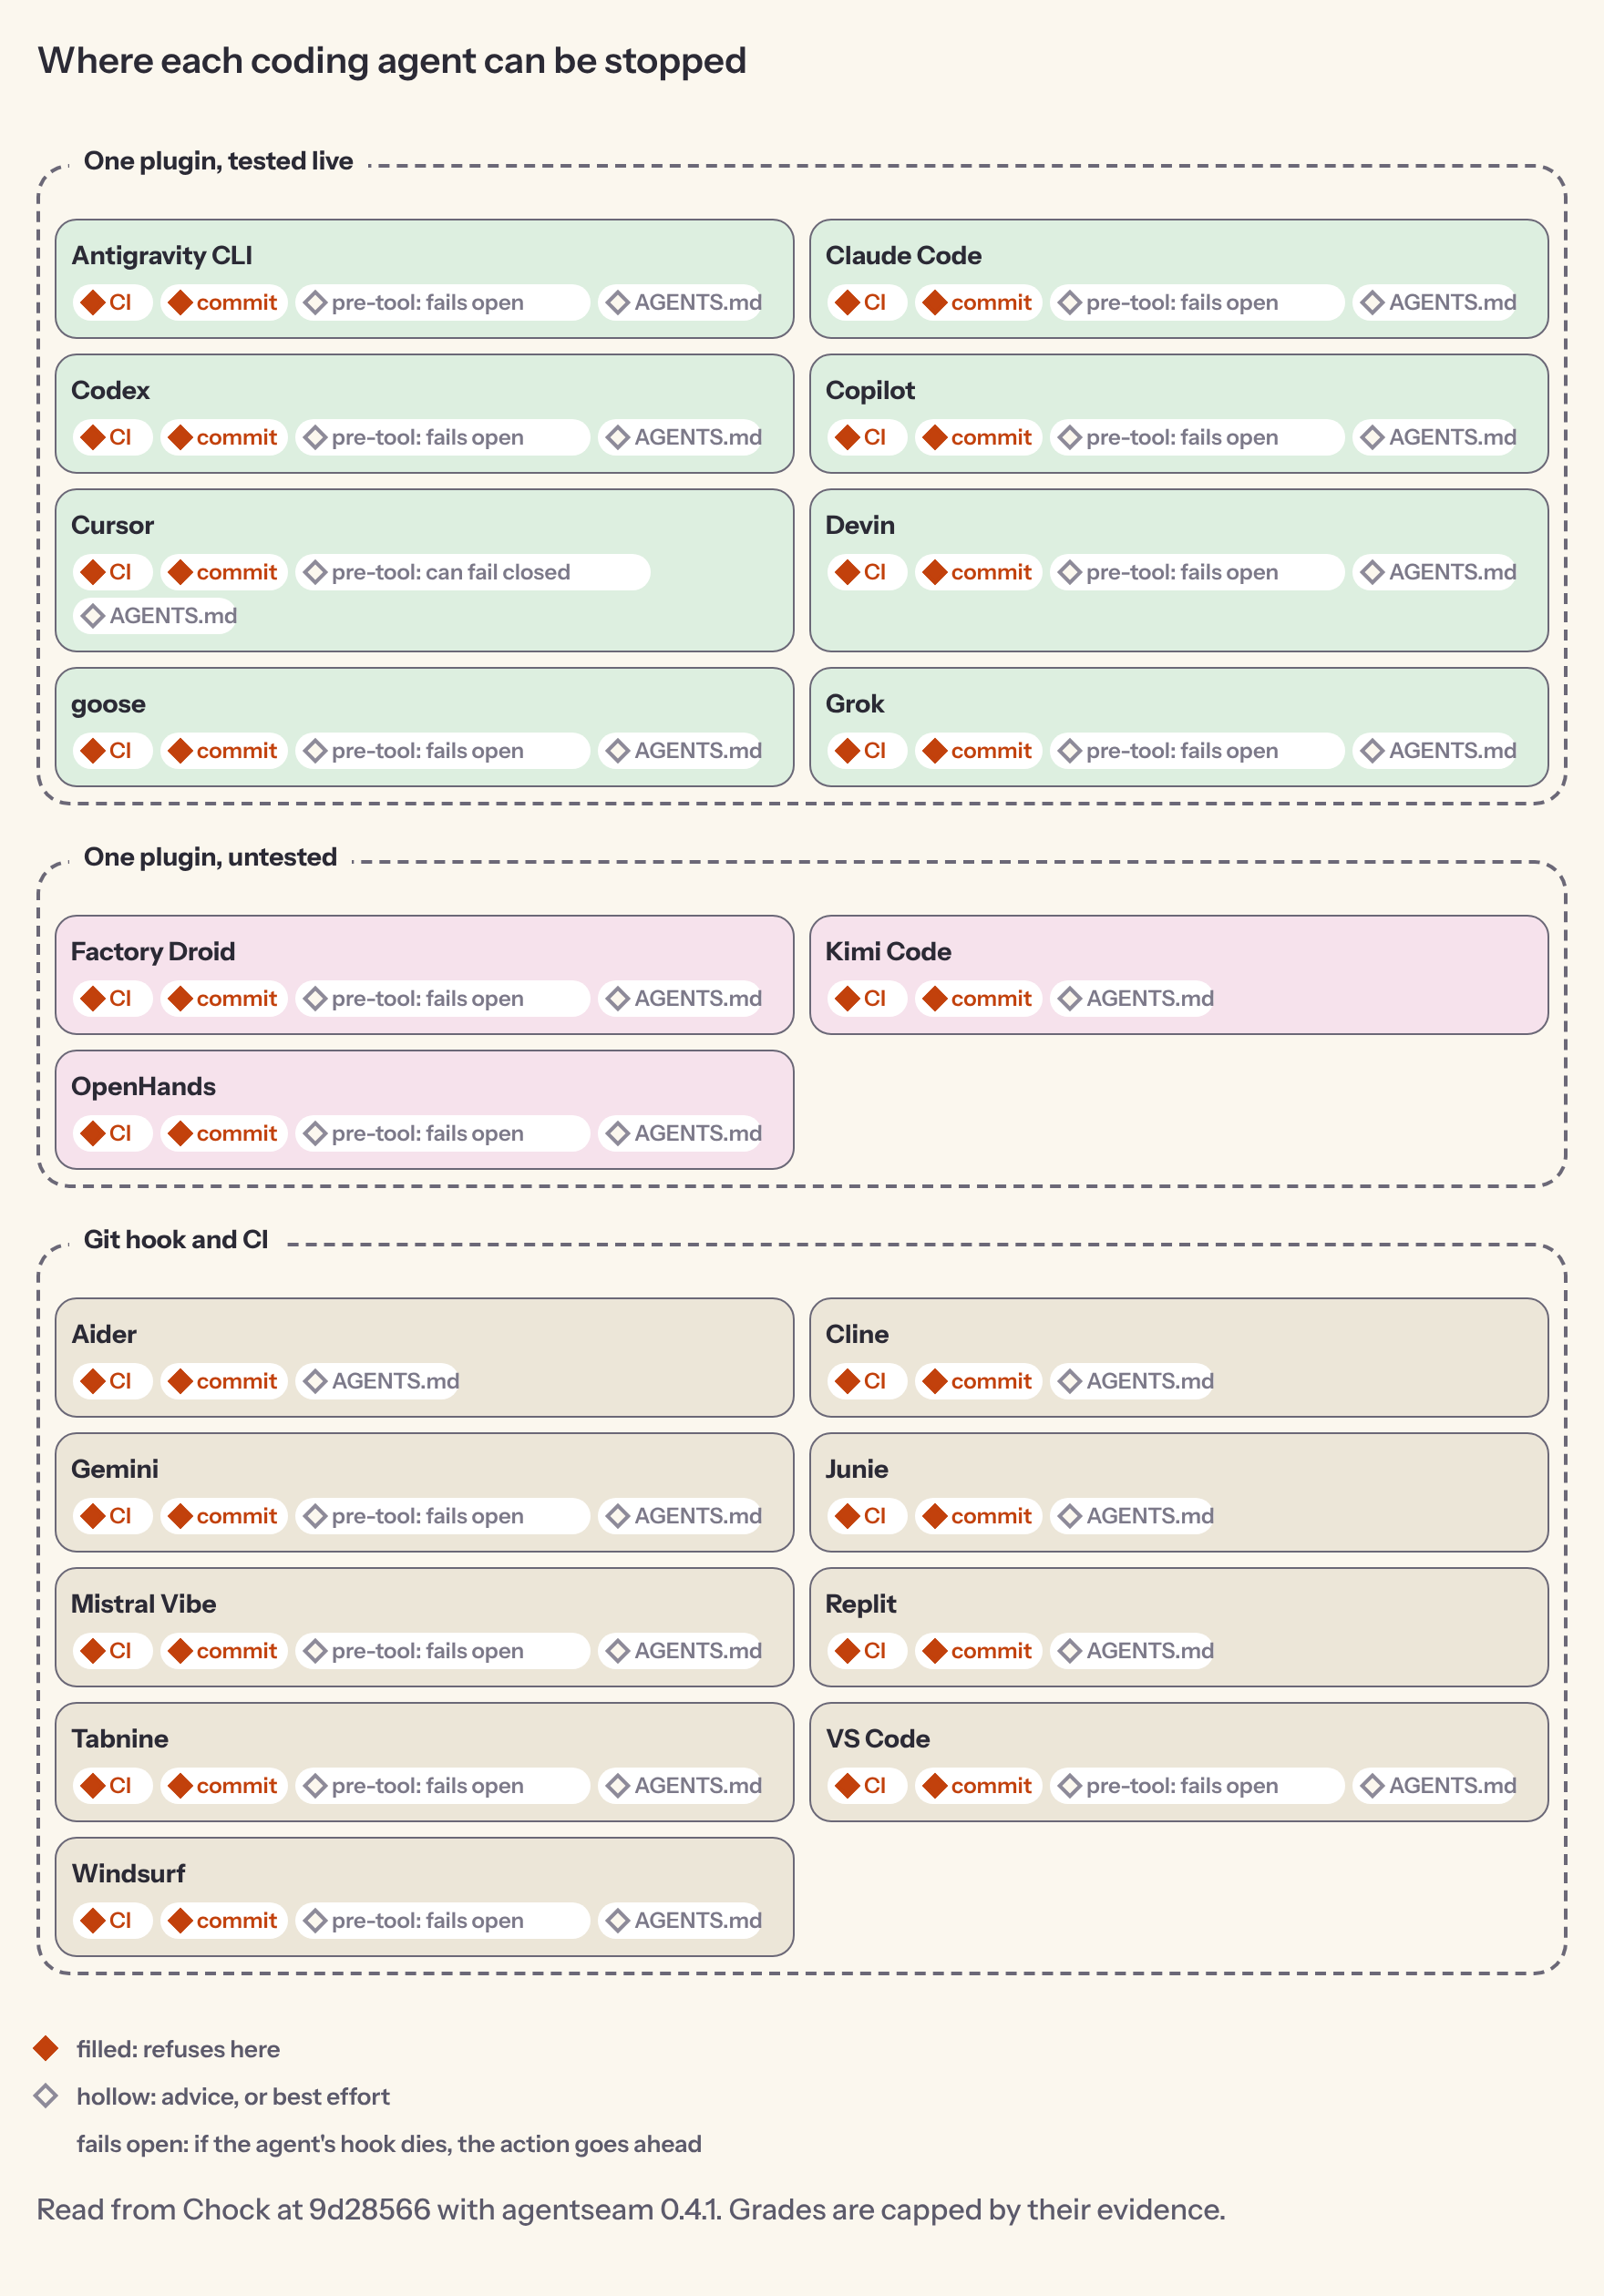 Where each coding agent can be stopped
One plugin, tested live
Antigravity CLI
CI commit pre-tool: fails open AGENTS.md
Claude Code
CI commit pre-tool: fails open AGENTS.md
Codex
CI commit pre-tool: fails open AGENTS.md
Copilot
CI commit pre-tool: fails open AGENTS.md
Cursor
CI commit pre-tool: can fail closed
AGENTS.md
Devin
CI commit pre-tool: fails open AGENTS.md
goose
CI commit pre-tool: fails open AGENTS.md
Grok
CI commit pre-tool: fails open AGENTS.md
One plugin, untested
Factory Droid
CI commit pre-tool: fails open AGENTS.md
Kimi Code
CI commit AGENTS.md
OpenHands
CI commit pre-tool: fails open AGENTS.md
Git hook and CI
Aider
CI commit AGENTS.md
Cline
CI commit AGENTS.md
Gemini
CI commit pre-tool: fails open AGENTS.md
Junie
CI commit AGENTS.md
Mistral Vibe
CI commit pre-tool: fails open AGENTS.md
Replit
CI commit AGENTS.md
Tabnine
CI commit pre-tool: fails open AGENTS.md
VS Code
CI commit pre-tool: fails open AGENTS.md
Windsurf
CI commit pre-tool: fails open AGENTS.md
filled: refuses here
hollow: advice, or best effort
fails open: if the agent's hook dies, the action goes ahead
Read from Chock at 9d28566 with agentseam 0.4.1. Grades are capped by their evidence.